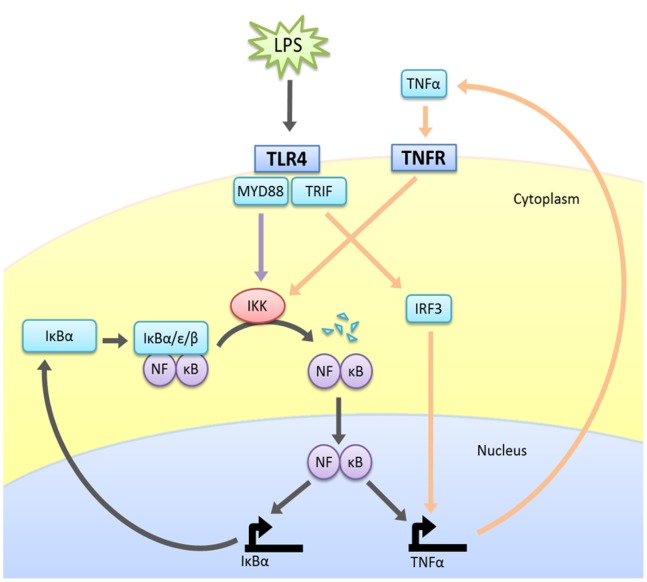 LPS
TNFα
TLR4
TNFR
MYD88
TRIF
Cytoplasm
IKK
IRF3
IκBα
IκBα/ε/β
NF κB
NF κB
Nucleus
NF κB
IκBα
TNFα